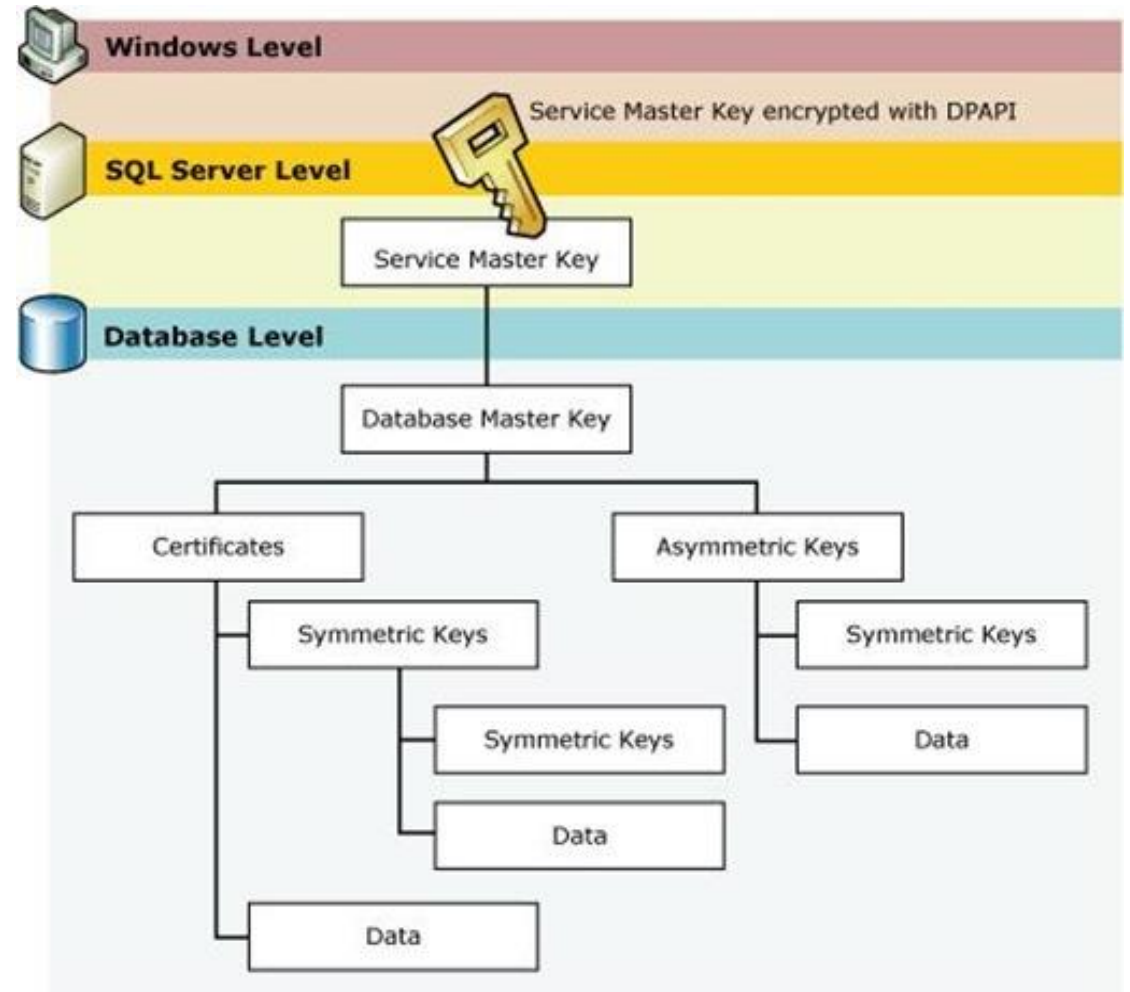 Windows Level
Service Master Key encrypted with DPAPI
SQL Server Level
Service Master Key
Database Level
Database Master Key
Certificates
Asymmetric Keys
Symmetric Keys
Symmetric Keys
Symmetric Keys
Data
Data
Data